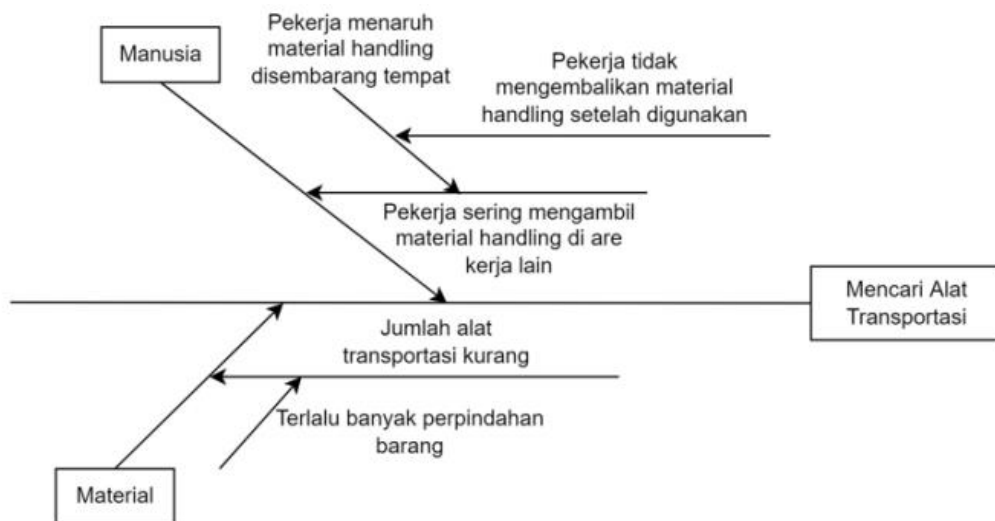 Manusia
Pekerja menaruh
material handling
disembarang tempat
Pekerja tidak
mengembalikan material
handling setelah digunakan
Pekerja sering mengambil
material handling di are
kerja lain
Mencari Alat
Transportasi
Jumlah alat
transportasi kurang
Terlalu banyak perpindahan
barang
Material